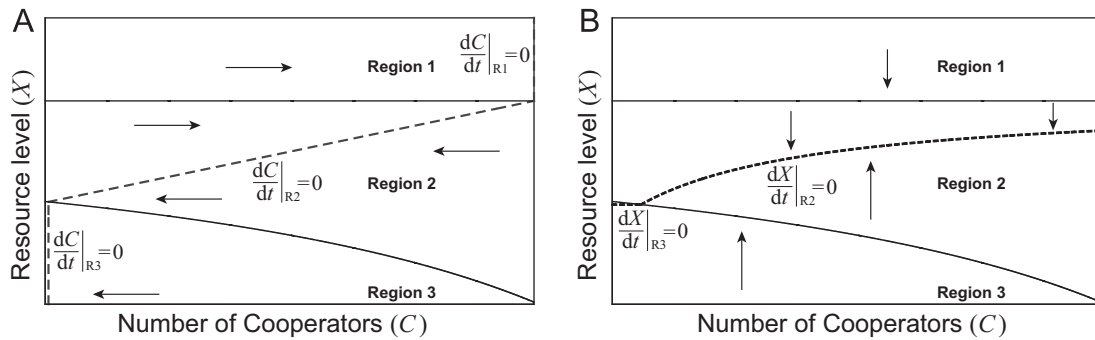 A
Resource level (X)
Region 1
dC/dt|R1=0
dC/dt|R2=0
Region 2
dC/dt|R3=0
Region 3
Number of Cooperators (C)
B
Resource level (X)
Region 1
dX/dt|R2=0
Region 2
dX/dt|R3=0
Region 3
Number of Cooperators (C)